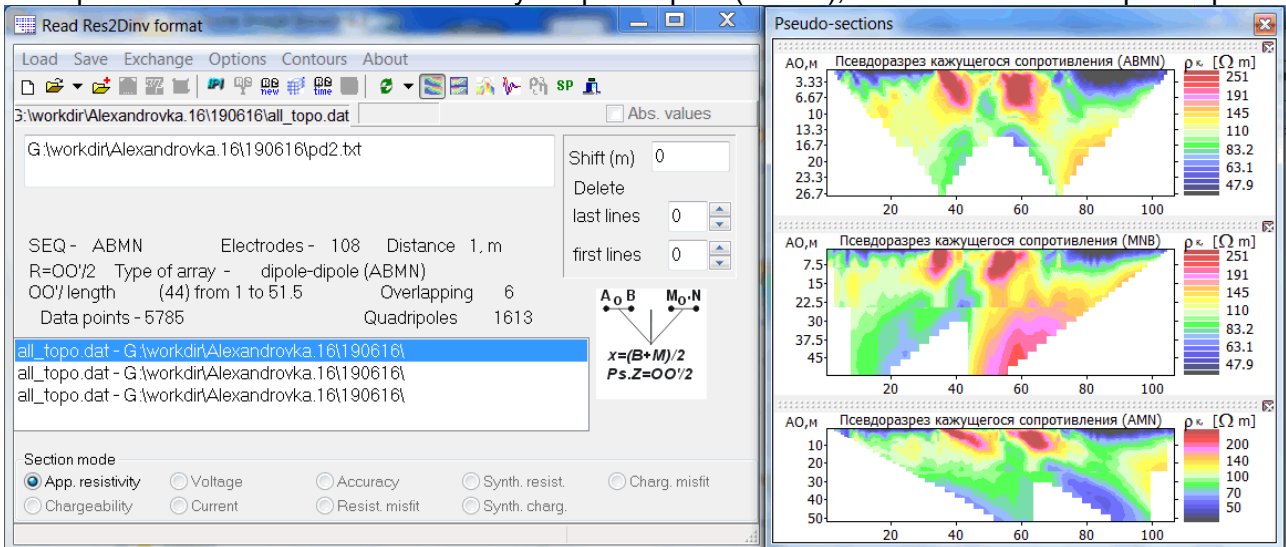 Read Res2Dinv format
Load Save Exchange Options Contours About
IPI new time SP
G:\workdir\Alexandrovka.16\190616\all_topo.dat
Abs. values
G:\workdir\Alexandrovka.16\190616\pd2.txt
Shift (m) 0
Delete
last lines 0
first lines 0
SEQ - ABMN Electrodes - 108 Distance 1, m
R=OO'/2 Type of array - dipole-dipole (ABMN)
OO'/ length (44) from 1 to 51.5 Overlapping 6
Data points - 5785 Quadripoles 1613
A O B M O' N
x=(B+M)/2
Ps.Z=OO'/2
all_topo.dat - G:\workdir\Alexandrovka.16\190616\
all_topo.dat - G:\workdir\Alexandrovka.16\190616\
all_topo.dat - G:\workdir\Alexandrovka.16\190616\
Section mode
App. resistivity Voltage Accuracy Synth. resist. Charg. misfit
Chargeability Current Resist. misfit Synth. charg.
Pseudo-sections
АО,м Псевдоразрез кажущегося сопротивления (ABMN) ρк, [Ω m]
3.33
6.67
10
13.3
16.7
20
23.3
26.7
20 40 60 80 100
251
191
145
110
83.2
63.1
47.9
АО,м Псевдоразрез кажущегося сопротивления (MNB) ρк, [Ω m]
7.5
15
22.5
30
37.5
45
20 40 60 80 100
251
191
145
110
83.2
63.1
47.9
АО,м Псевдоразрез кажущегося сопротивления (AMN) ρк, [Ω m]
10
20
30
40
50
20 40 60 80 100
200
140
100
70
50